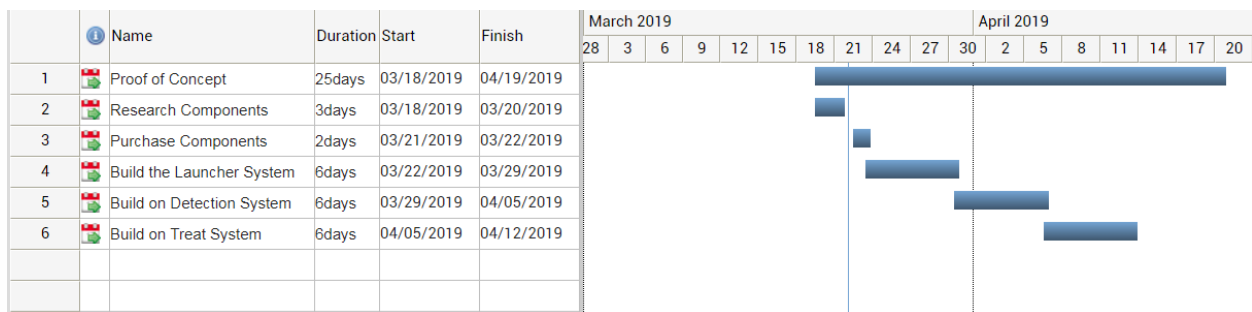 March 2019 April 2019
Name Duration Start Finish
28 3 6 9 12 15 18 21 24 27 30 2 5 8 11 14 17 20
1 Proof of Concept 25days 03/18/2019 04/19/2019
2 Research Components 3days 03/18/2019 03/20/2019
3 Purchase Components 2days 03/21/2019 03/22/2019
4 Build the Launcher System 6days 03/22/2019 03/29/2019
5 Build on Detection System 6days 03/29/2019 04/05/2019
6 Build on Treat System 6days 04/05/2019 04/12/2019